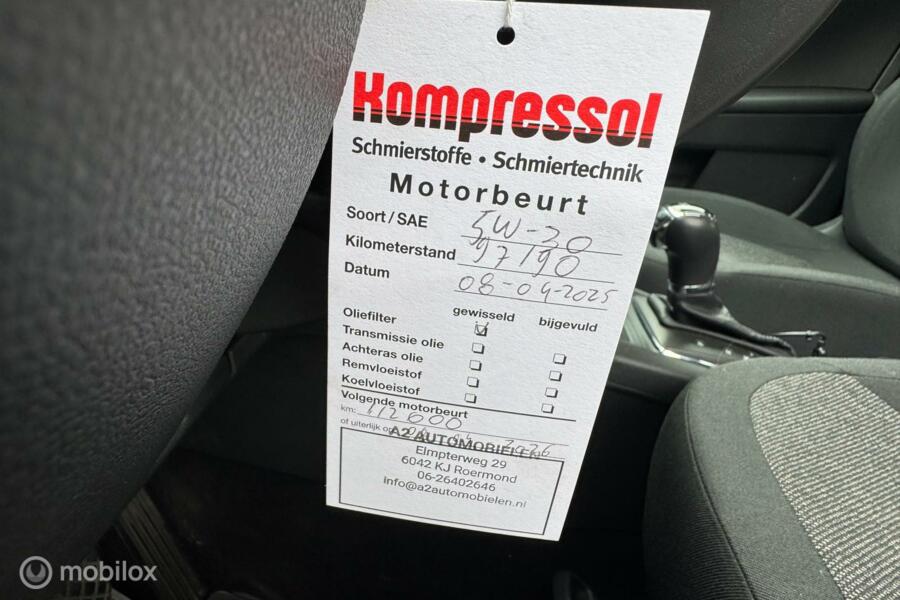 Kompressol
Schmierstoffe • Schmiertechnik
Motorbeurt
Soort / SAE 5W-30
Kilometerstand 97190
Datum 08-04-2025
gewisseld bijgevuld
Oliefilter
Transmissie olie
Achteras olie
Remvloeistof
Koelvloeistof
Volgende motorbeurt
km: 112000
of uiterlijk op: 2026
A2 AUTOMOBIELEN
Elmpterweg 29
6042 KJ Roermond
06-26402646
info@a2automobielen.nl
mobilox